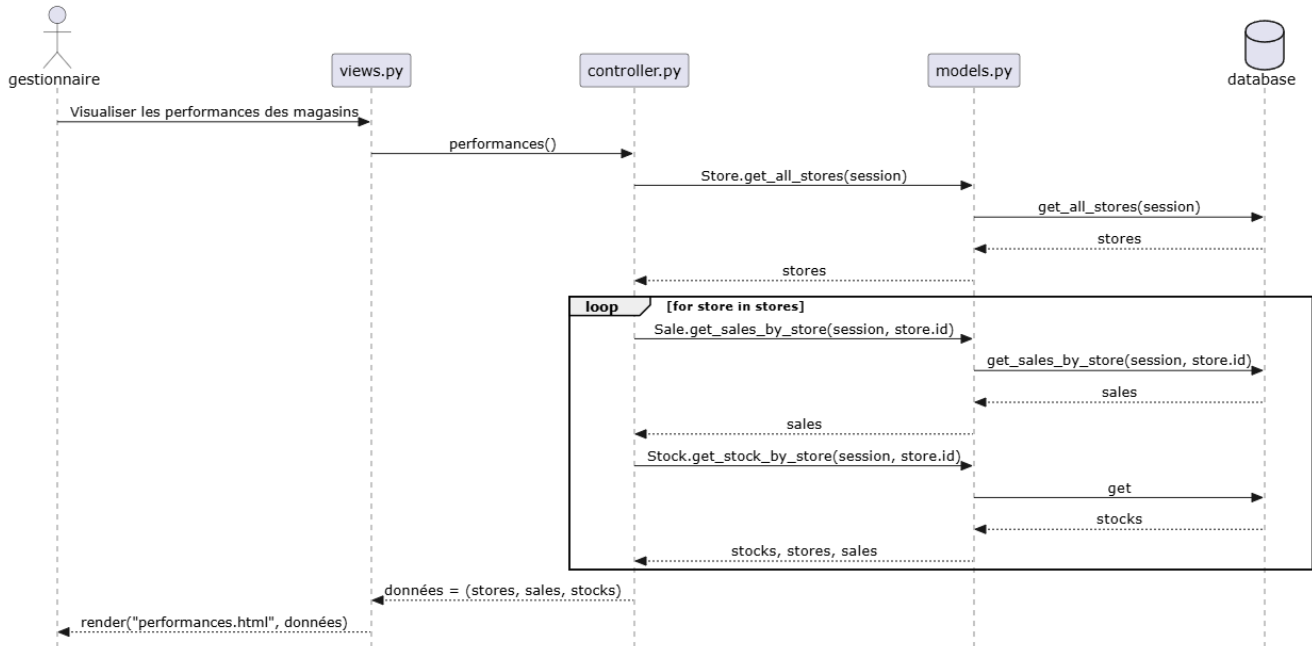 gestionnaire
views.py
controller.py
models.py
database
Visualiser les performances des magasins
performances()
Store.get_all_stores(session)
get_all_stores(session)
stores
stores
loop
[for store in stores]
Sale.get_sales_by_store(session, store.id)
get_sales_by_store(session, store.id)
sales
sales
Stock.get_stock_by_store(session, store.id)
get
stocks
stocks, stores, sales
données = (stores, sales, stocks)
render("performances.html", données)